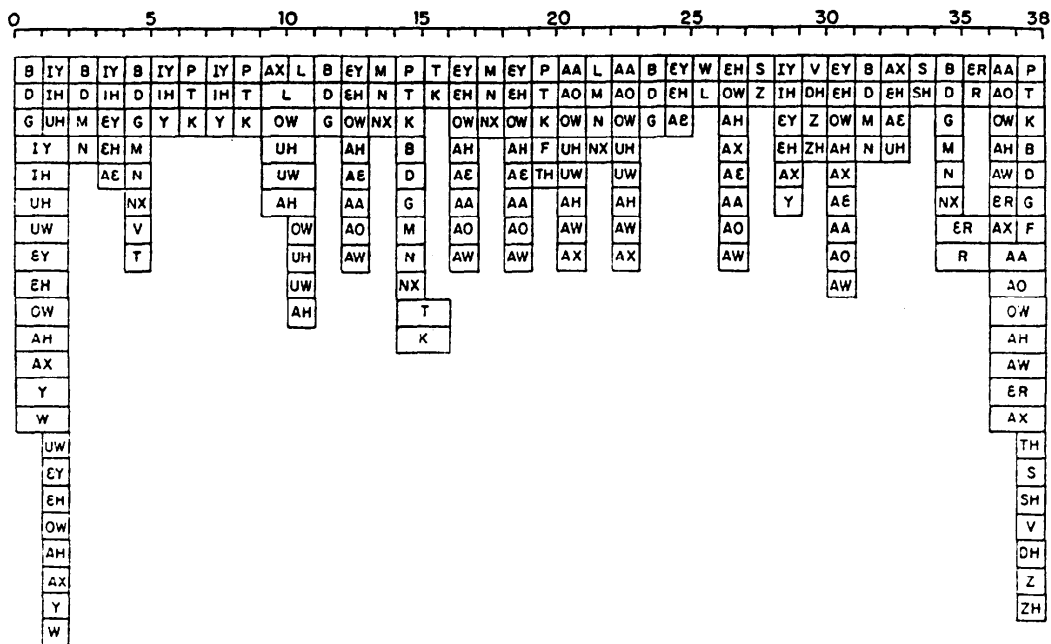 0 5 10 15 20 25 30 35 38
B IY B IY B IY P IY P AX L B EY M P T EY M EY P AA L AA B EY W EH S IY V EY B AX S B ER AA P
D IH D IH D IH T IH T L D EH N T K EH N EH T AO M AO D EH L OW Z IH DH EH D EH SH D R AO T
G UH M EY G Y K Y K OW G OW NX K OW NX OW K OW N OW G AE AH EY Z OW M AE G OW K
IY N EH M UH AH B AH AH F UH NX UH AX EH ZH AH N UH M AH B
IH AE N UW AE D AE AE TH UW UW AE AX AX N AW D
UH NX AH AA G AA AA AH AH AA Y AE NX ER G
UW V OW AO M AO AO AW AW AO AA ER AX F
EY T UH AW N AW AW AX AX AW AO R AA
EH UW NX AW AO
OW AH T OW
AH K AH
AX AW
Y ER
W AX
UW TH
EY S
EH SH
OW V
AH DH
AX Z
Y ZH
W